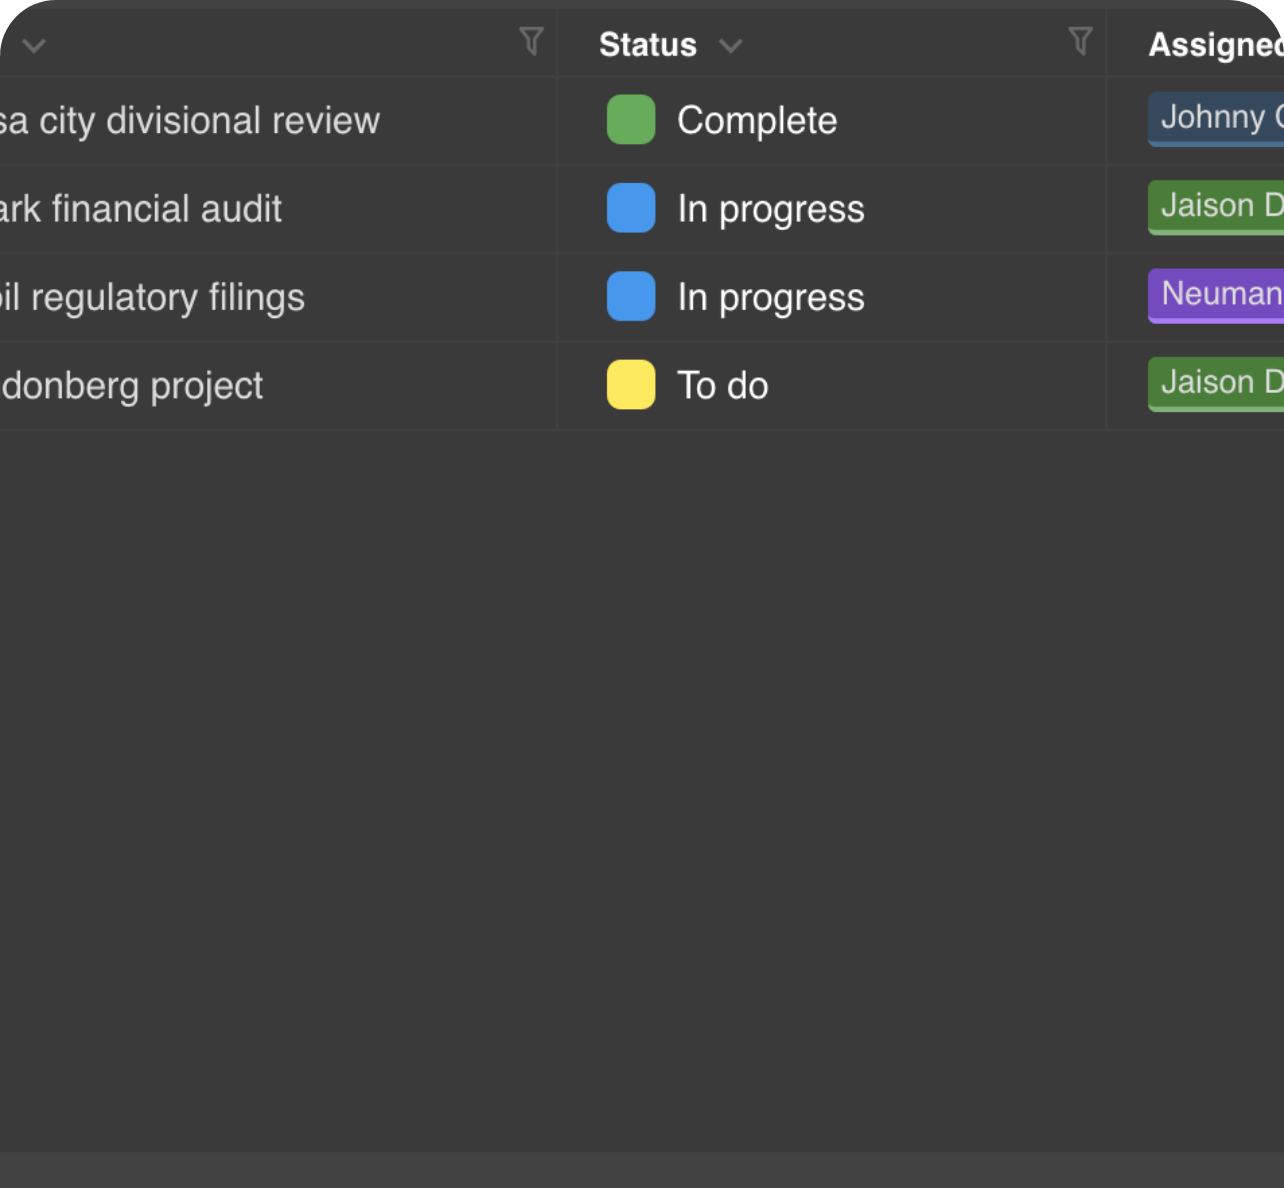 Status Assigned
sa city divisional review Complete Johnny
ark financial audit In progress Jaison D
oil regulatory filings In progress Neuman
donberg project To do Jaison D